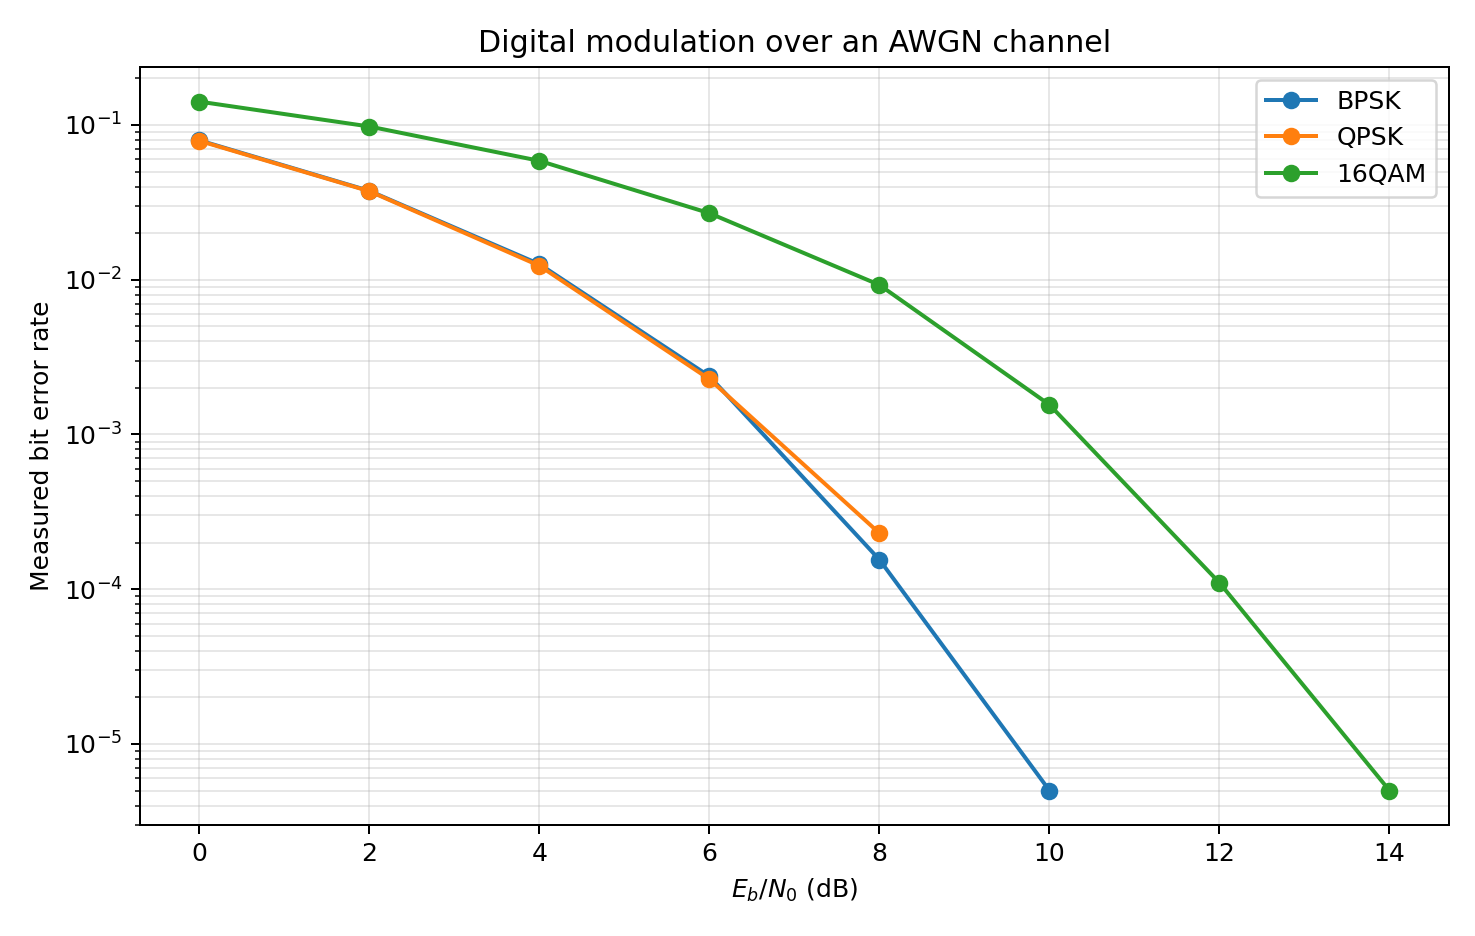 Digital modulation over an AWGN channel
BPSK
QPSK
16QAM
Measured bit error rate
10⁻¹
10⁻²
10⁻³
10⁻⁴
10⁻⁵
0 2 4 6 8 10 12 14
E_b/N_0 (dB)